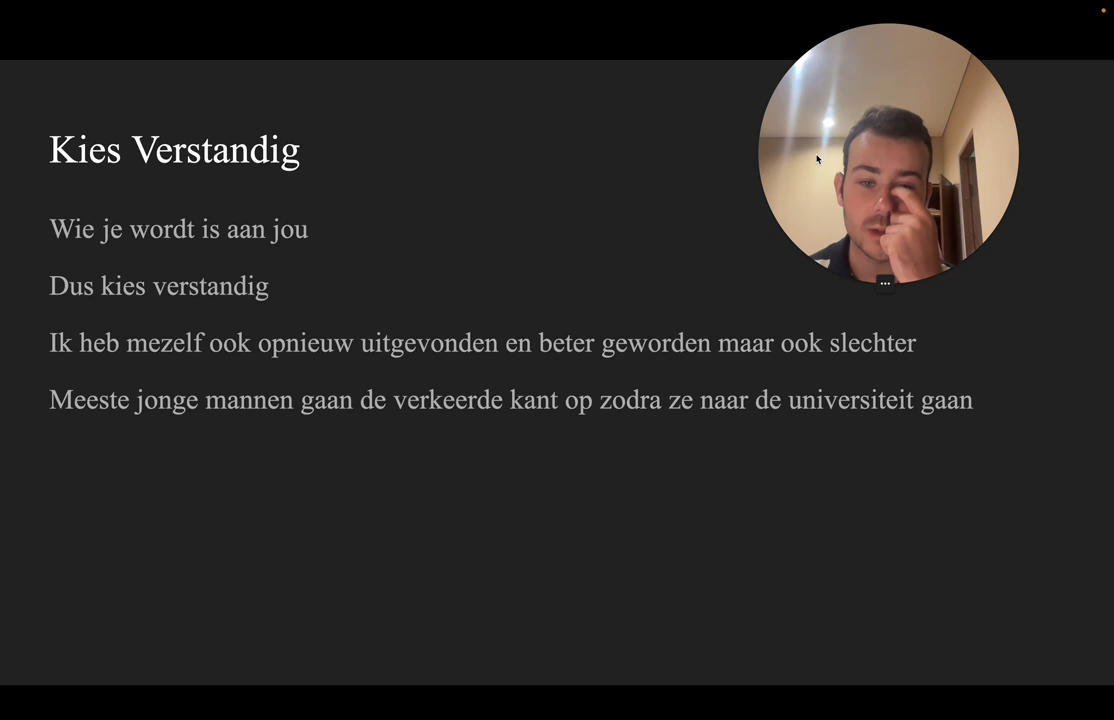 Kies Verstandig
Wie je wordt is aan jou
Dus kies verstandig
Ik heb mezelf ook opnieuw uitgevonden en beter geworden maar ook slechter
Meeste jonge mannen gaan de verkeerde kant op zodra ze naar de universiteit gaan